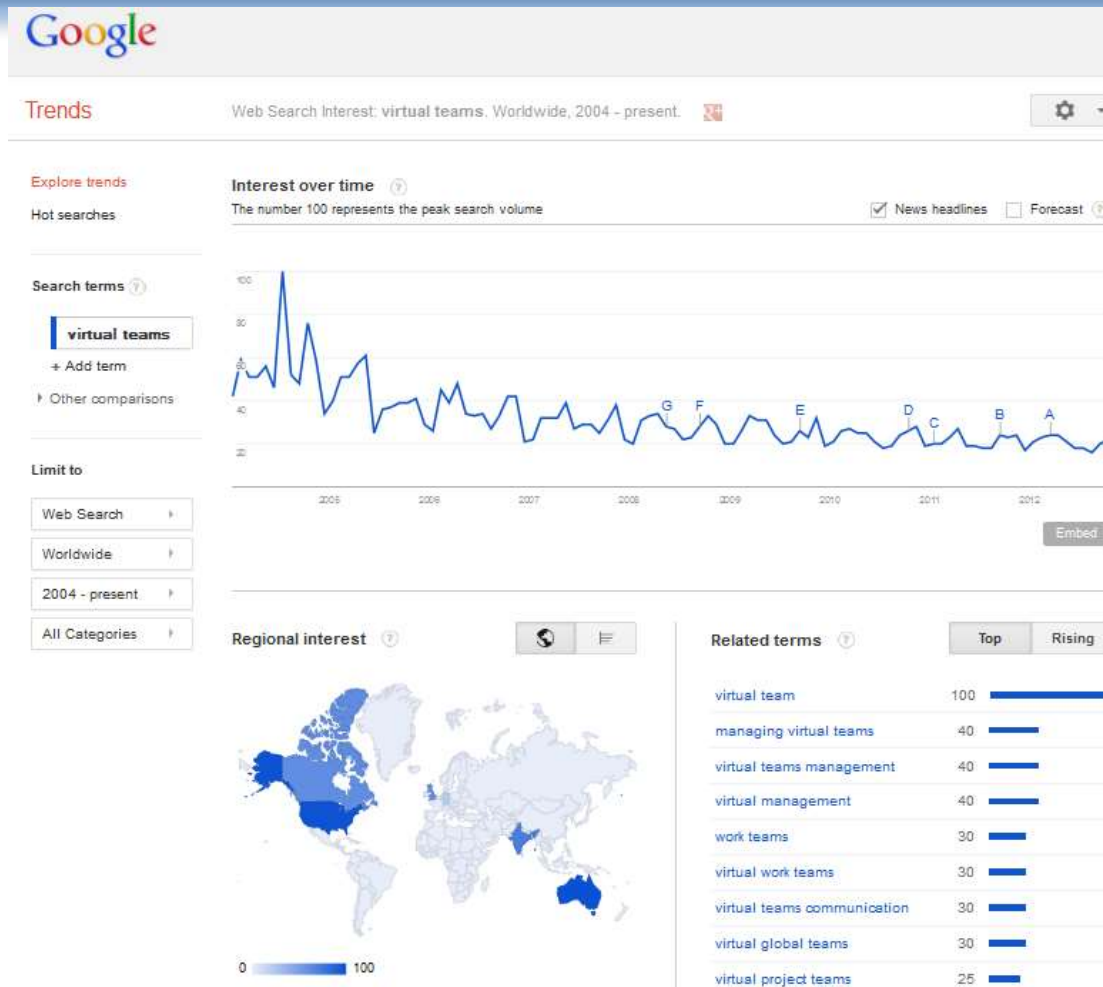 Google
Trends
Web Search Interest: virtual teams. Worldwide, 2004 - present.
Explore trends
Hot searches
Search terms ?
virtual teams
+ Add term
Other comparisons
Limit to
Web Search
Worldwide
2004 - present
All Categories
Interest over time ?
The number 100 represents the peak search volume
News headlines
Forecast ?
100
80
60
40
20
G F E D C B A
2005 2006 2007 2008 2009 2010 2011 2012
Embed
Regional interest ?
0 100
Related terms ?
Top Rising
virtual team 100
managing virtual teams 40
virtual teams management 40
virtual management 40
work teams 30
virtual work teams 30
virtual teams communication 30
virtual global teams 30
virtual project teams 25